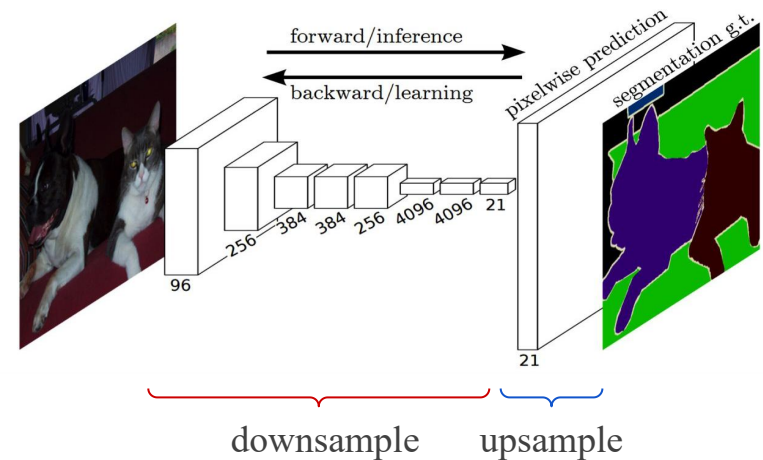 forward/inference
backward/learning
pixelwise prediction
segmentation g.t.
96
256
384
384
256
4096
4096
21
21
downsample
upsample